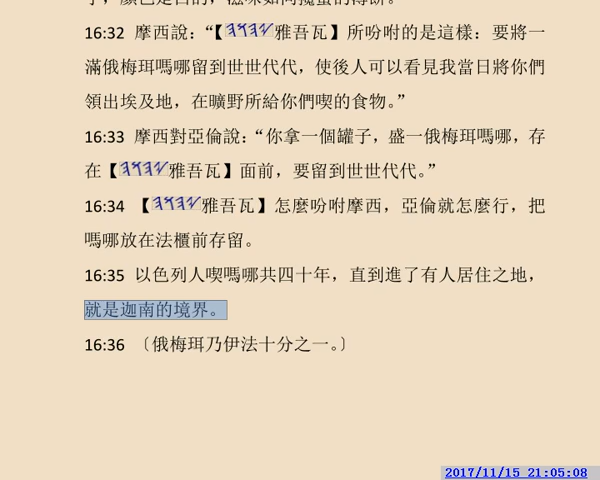 16:32 摩西說：“【𐤉𐤄𐤅𐤄雅吾瓦】所吩咐的是這樣：要將一
滿俄梅珥嗎哪留到世世代代，使後人可以看見我當日將你們
領出埃及地，在曠野所給你們喫的食物。”
16:33 摩西對亞倫說：“你拿一個罐子，盛一俄梅珥嗎哪，存
在【𐤉𐤄𐤅𐤄雅吾瓦】面前，要留到世世代代。”
16:34 【𐤉𐤄𐤅𐤄雅吾瓦】怎麼吩咐摩西，亞倫就怎麼行，把
嗎哪放在法櫃前存留。
16:35 以色列人喫嗎哪共四十年，直到進了有人居住之地，
就是迦南的境界。
16:36 〔俄梅珥乃伊法十分之一。〕
2017/11/15 21:05:08